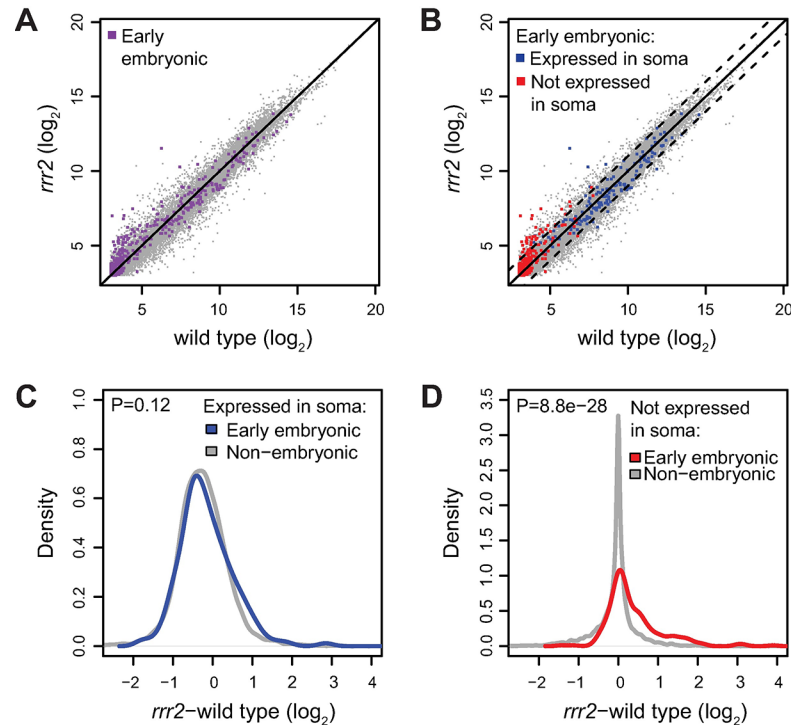 A
Early
embryonic
20
15
10
5
rrr2 (log2)
5 10 15 20
wild type (log2)
B
Early embryonic:
Expressed in soma
Not expressed
in soma
20
15
10
5
rrr2 (log2)
5 10 15 20
wild type (log2)
C
P=0.12
Expressed in soma:
Early embryonic
Non−embryonic
1.0
0.8
0.6
0.4
0.2
0.0
Density
−2 −1 0 1 2 3 4
rrr2−wild type (log2)
D
P=8.8e−28
Not expressed
in soma:
Early embryonic
Non−embryonic
3.5
3.0
2.5
2.0
1.5
1.0
0.5
0.0
Density
−2 −1 0 1 2 3 4
rrr2−wild type (log2)